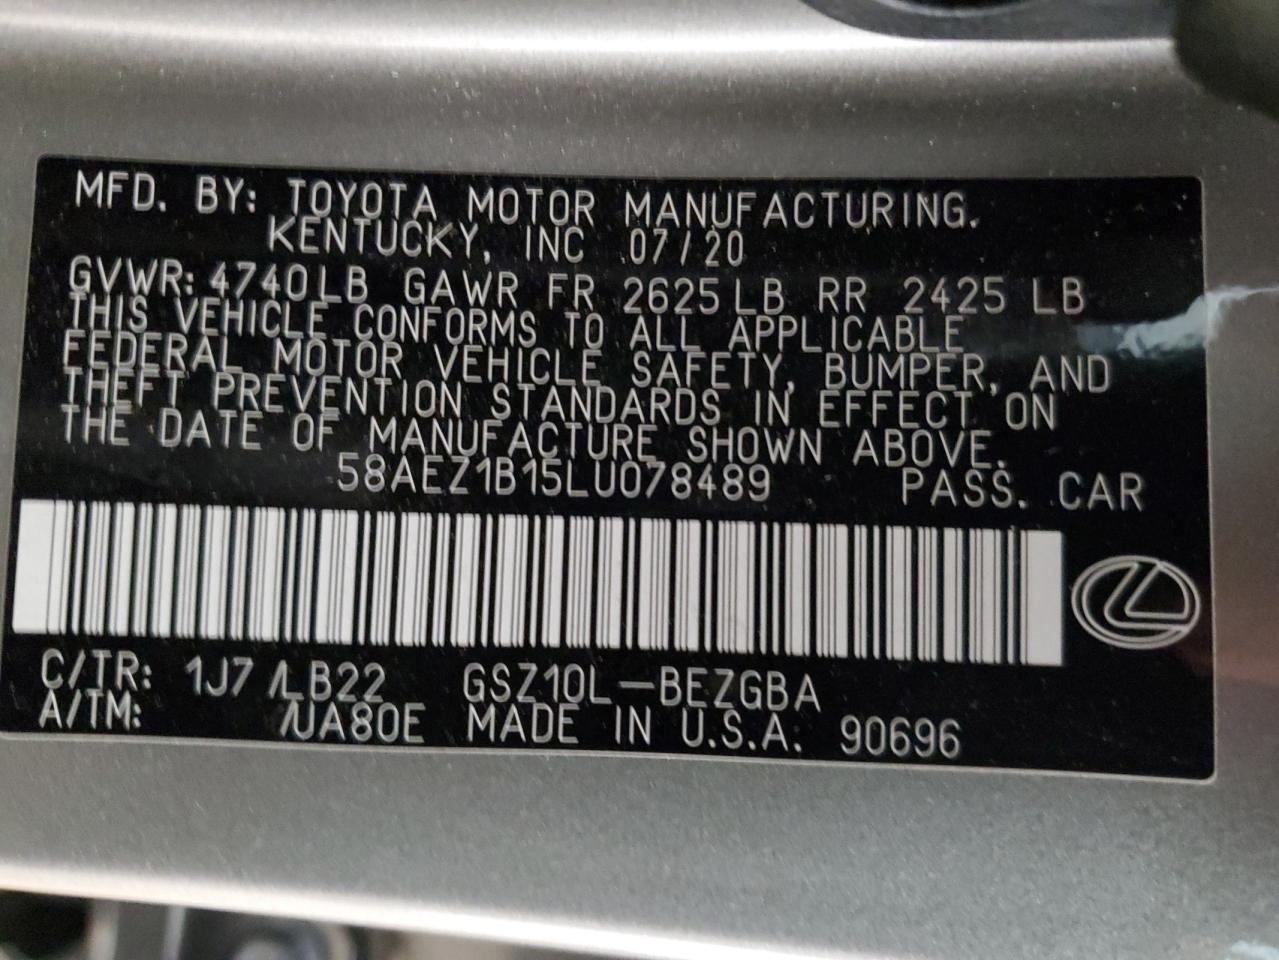 MFD. BY: TOYOTA MOTOR MANUFACTURING.
KENTUCKY, INC 07/20
GVWR: 4740LB GAWR FR 2625LB RR 2425 LB
THIS VEHICLE CONFORMS TO ALL APPLICABLE
FEDERAL MOTOR VEHICLE SAFETY, BUMPER, AND
THEFT PREVENTION STANDARDS IN EFFECT ON
THE DATE OF MANUFACTURE SHOWN ABOVE.
58AEZ1B15LU078489 PASS. CAR
C/TR: 1J7 /LB22 GSZ10L-BEZGBA
A/TM: /UA80E MADE IN U.S.A. 90696